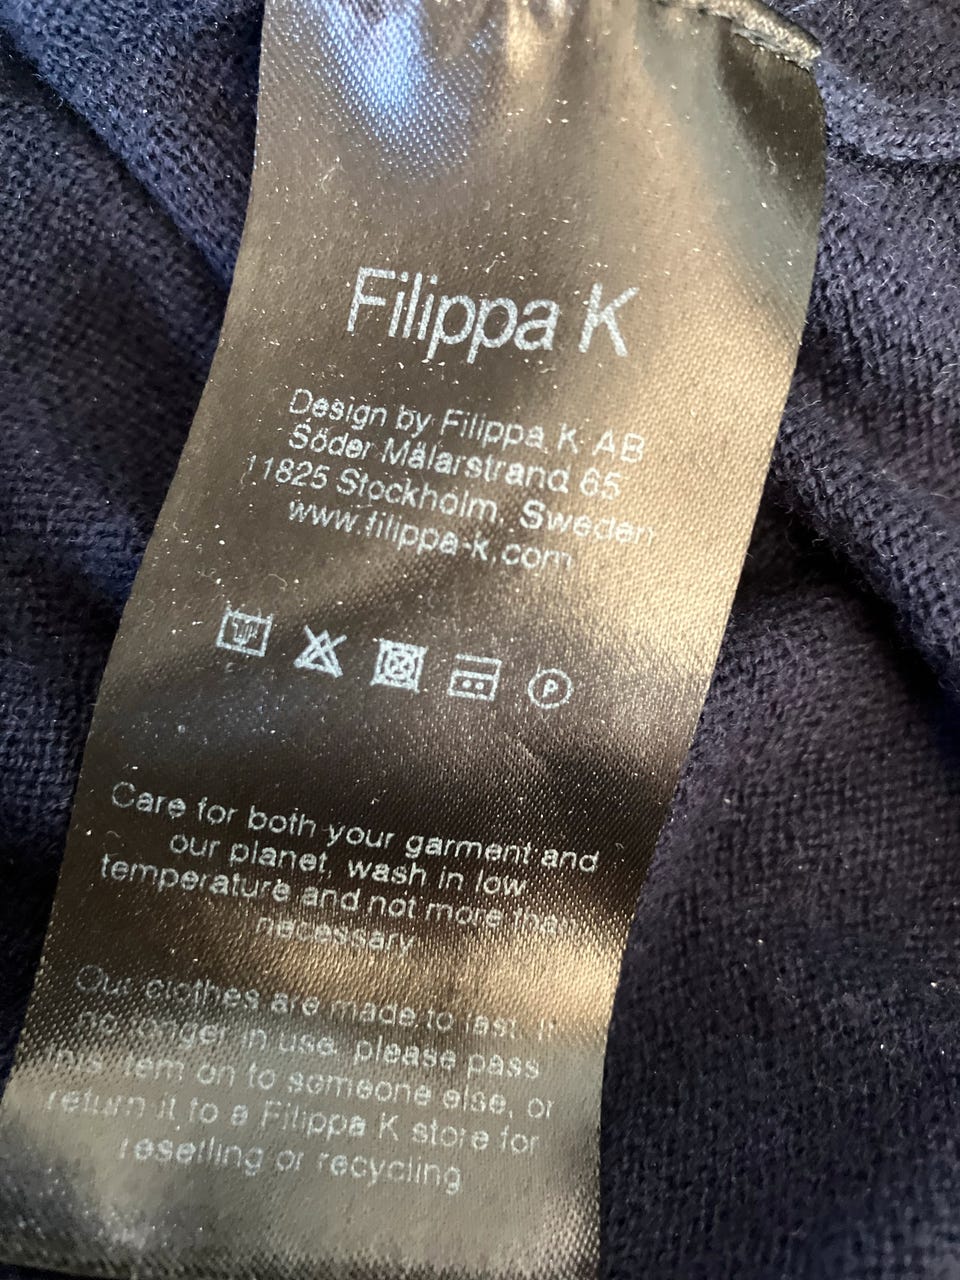 Filippa K
Design by Filippa K AB
Söder Mälarstrand 65
11825 Stockholm, Sweden
www.filippa-k.com
P
Care for both your garment and
our planet, wash in low
temperature and not more than
necessary
Our clothes are made to last. If
no longer in use, please pass
this item on to someone else, or
return it to a Filippa K store for
reselling or recycling